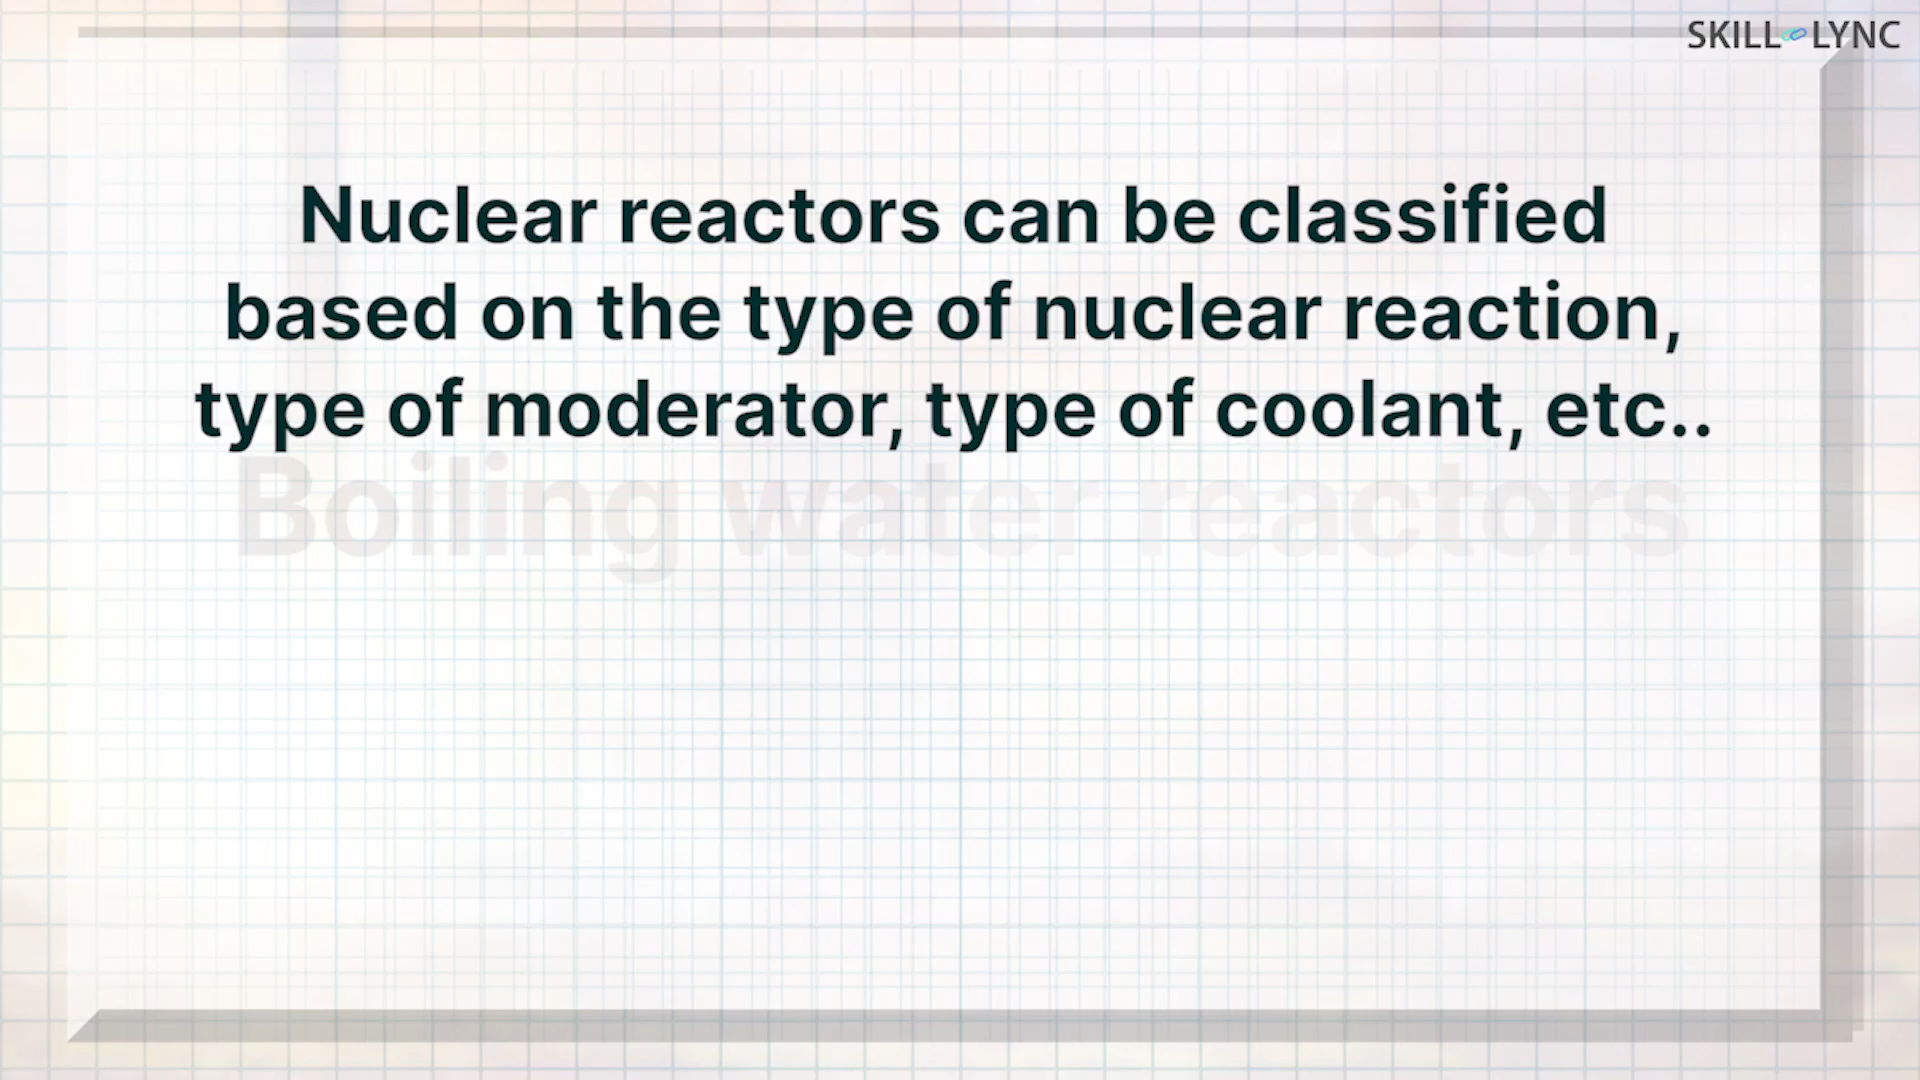 SKILL LYNC
Nuclear reactors can be classified
based on the type of nuclear reaction,
type of moderator, type of coolant, etc..
Boiling water reactors